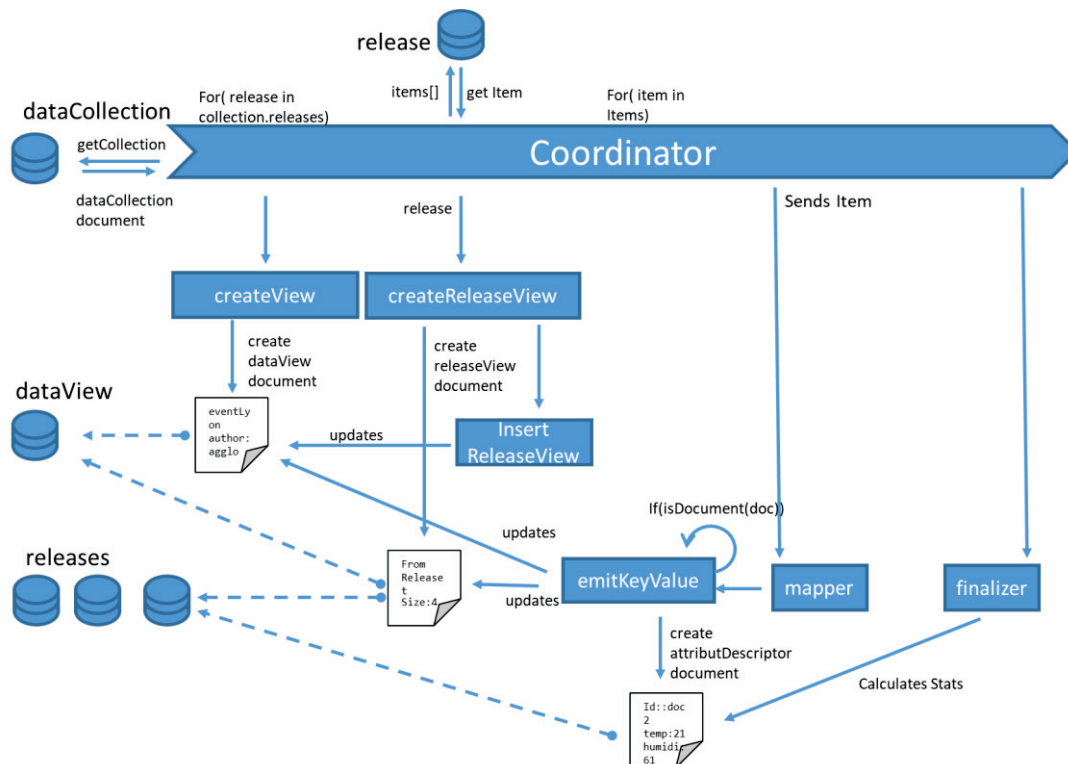 release
items[]
get Item
For( release in
collection.releases)
For( item in
Items)
dataCollection
getCollection
dataCollection
document
Coordinator
release
Sends Item
createView
createReleaseView
create
dataView
document
create
releaseView
document
dataView
eventLy
on
author:
agglo
updates
Insert
ReleaseView
If(isDocument(doc))
updates
releases
From
Release
t
Size:4
updates
emitKeyValue
mapper
finalizer
create
attributDescriptor
document
Calculates Stats
Id::doc
2
temp:21
humidi:
61